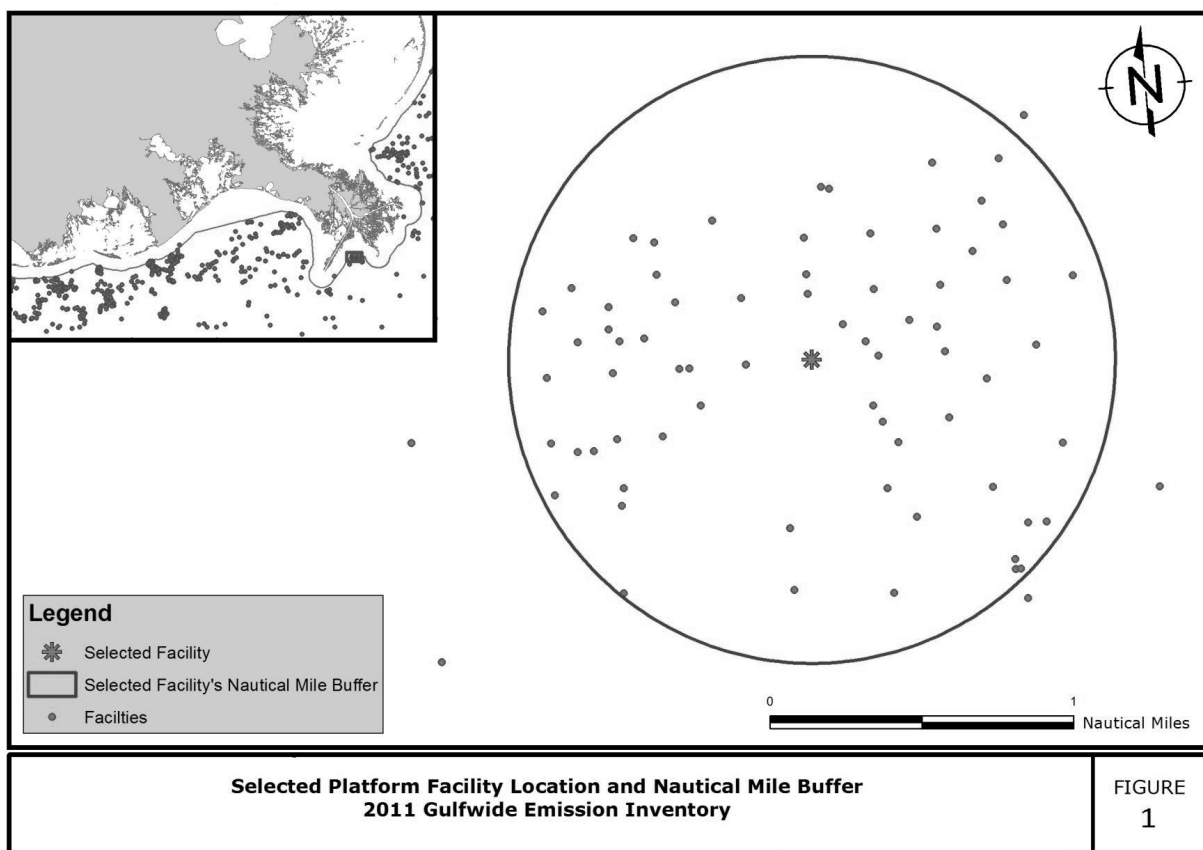 N
Legend
Selected Facility
Selected Facility's Nautical Mile Buffer
Facilties
0 1
Nautical Miles
Selected Platform Facility Location and Nautical Mile Buffer
2011 Gulfwide Emission Inventory
FIGURE
1